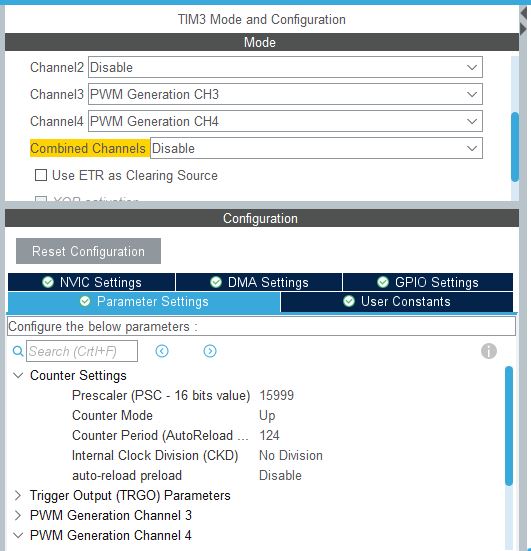 TIM3 Mode and Configuration
Mode
Channel2 Disable
Channel3 PWM Generation CH3
Channel4 PWM Generation CH4
Combined Channels Disable
Use ETR as Clearing Source
XOR activation
Configuration
Reset Configuration
NVIC Settings DMA Settings GPIO Settings
Parameter Settings User Constants
Configure the below parameters :
Search (Crtl+F)
Counter Settings
Prescaler (PSC - 16 bits value) 15999
Counter Mode Up
Counter Period (AutoReload ... 124
Internal Clock Division (CKD) No Division
auto-reload preload Disable
Trigger Output (TRGO) Parameters
PWM Generation Channel 3
PWM Generation Channel 4